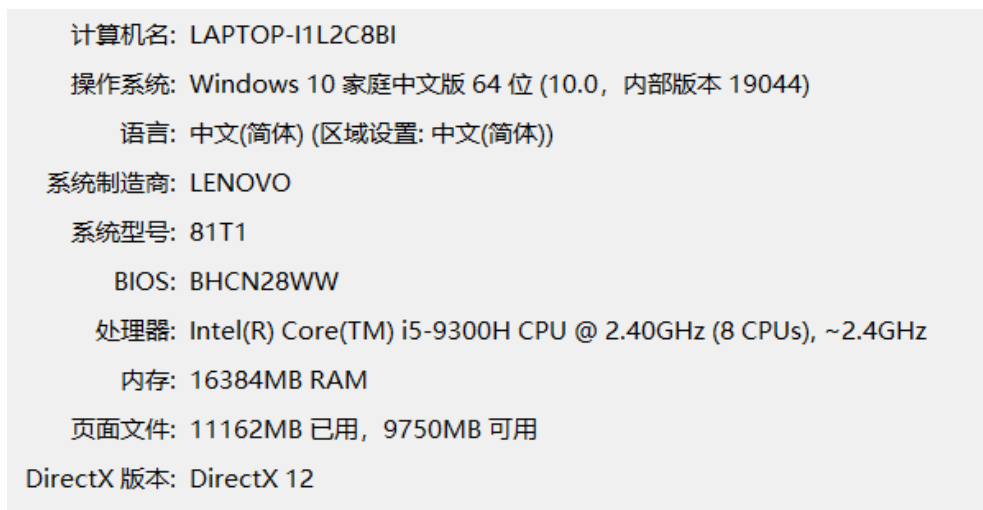 计算机名: LAPTOP-I1L2C8BI
操作系统: Windows 10 家庭中文版 64 位 (10.0，内部版本 19044)
语言: 中文(简体) (区域设置: 中文(简体))
系统制造商: LENOVO
系统型号: 81T1
BIOS: BHCN28WW
处理器: Intel(R) Core(TM) i5-9300H CPU @ 2.40GHz (8 CPUs), ~2.4GHz
内存: 16384MB RAM
页面文件: 11162MB 已用，9750MB 可用
DirectX 版本: DirectX 12